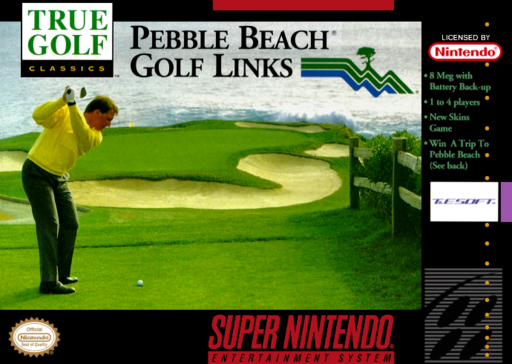 TRUE
GOLF
CLASSICS™
PEBBLE BEACH®
GOLF LINKS
LICENSED BY
Nintendo®
• 8 Meg with
Battery Back-up
• 1 to 4 players
• New Skins
Game
• Win A Trip To
Pebble Beach
(See back)
T&ESOFT®
Official
Nintendo
Seal of Quality
SUPER NINTENDO®
ENTERTAINMENT SYSTEM